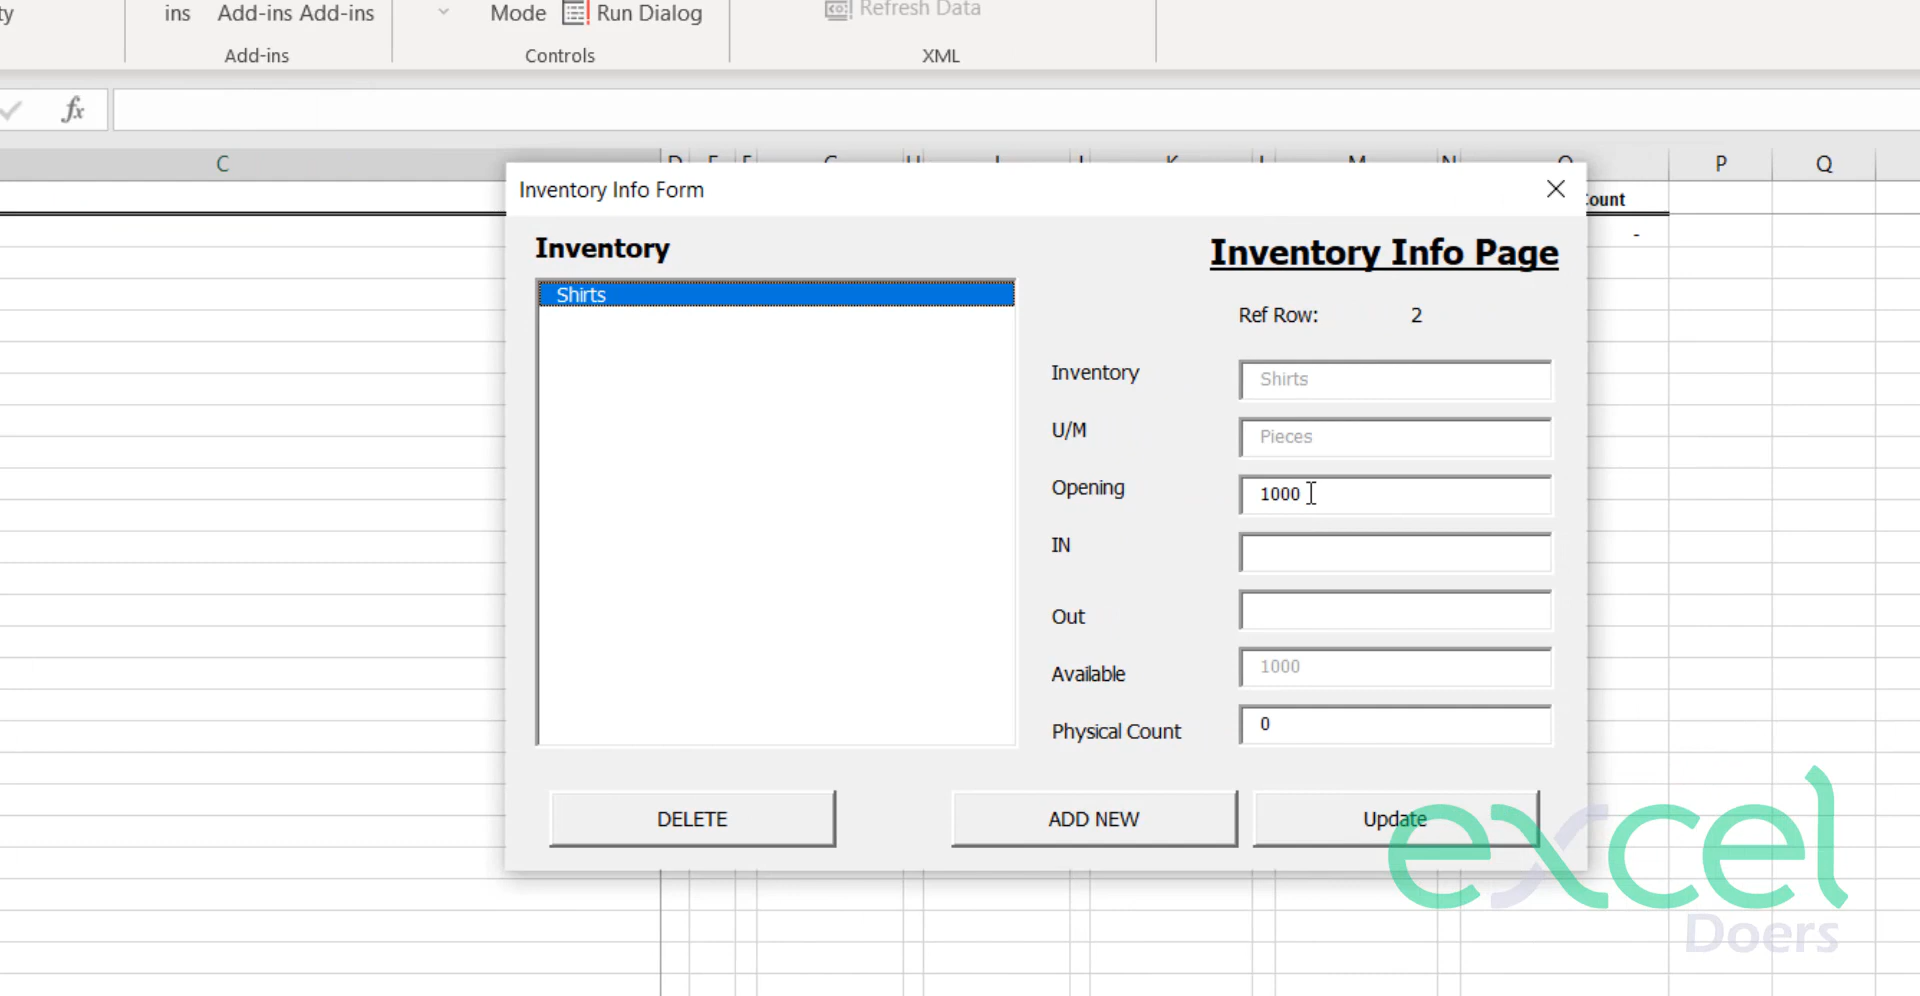 ty
ins Add-ins Add-ins
Mode Run Dialog
Refresh Data
Add-ins
Controls
XML
fx
C
P Q
Inventory Info Form
Count
-
Inventory
Inventory Info Page
Shirts
Ref Row: 2
Inventory Shirts
U/M Pieces
Opening 1000
IN
Out
Available 1000
Physical Count 0
DELETE
ADD NEW
Update
excel
Doers